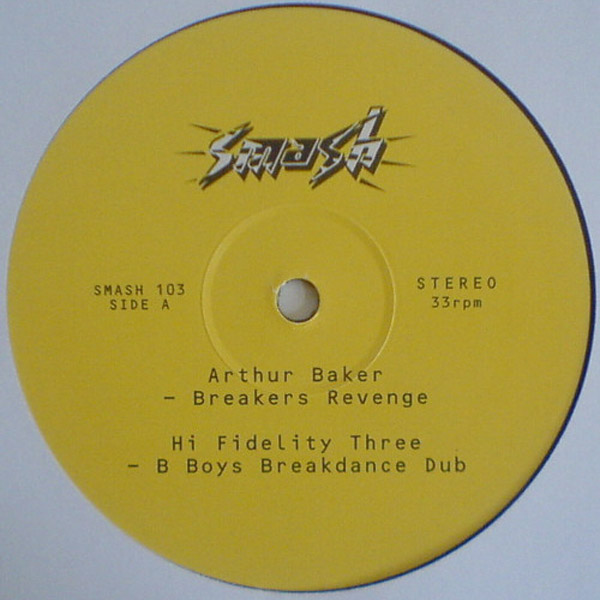 smash
SMASH 103
SIDE A
STEREO
33rpm
Arthur Baker
- Breakers Revenge
Hi Fidelity Three
- B Boys Breakdance Dub